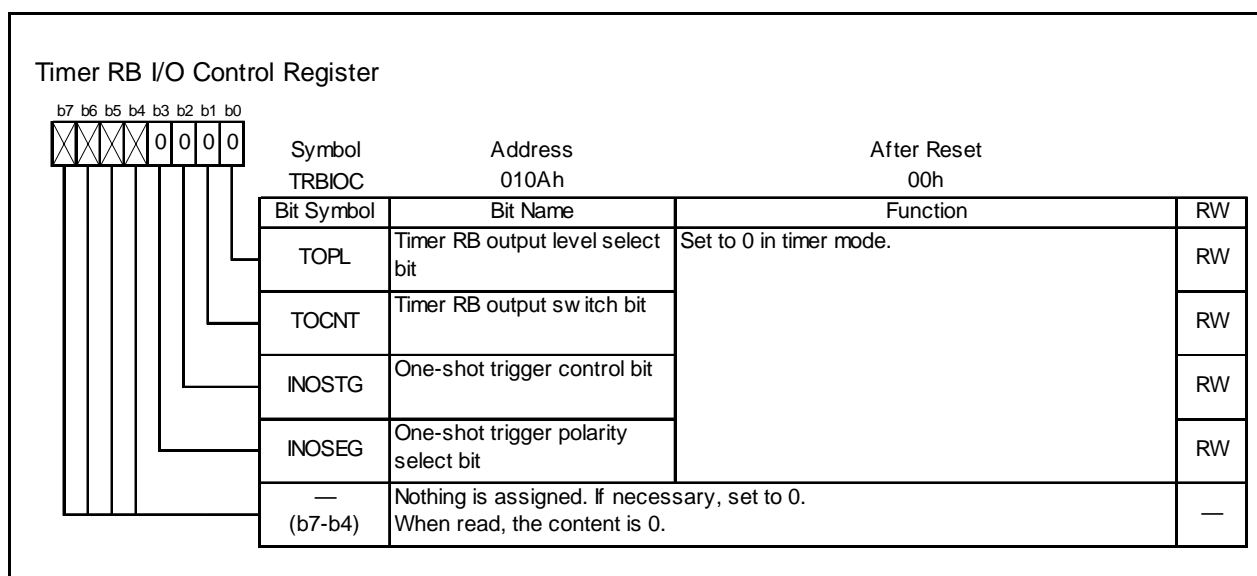 Timer RB I/O Control Register
b7 b6 b5 b4 b3 b2 b1 b0
0 0 0 0
Symbol Address After Reset
TRBIOC 010Ah 00h
Bit Symbol Bit Name Function RW
TOPL Timer RB output level select bit Set to 0 in timer mode. RW
TOCNT Timer RB output switch bit RW
INOSTG One-shot trigger control bit RW
INOSEG One-shot trigger polarity select bit RW
— Nothing is assigned. If necessary, set to 0. —
(b7-b4) When read, the content is 0.